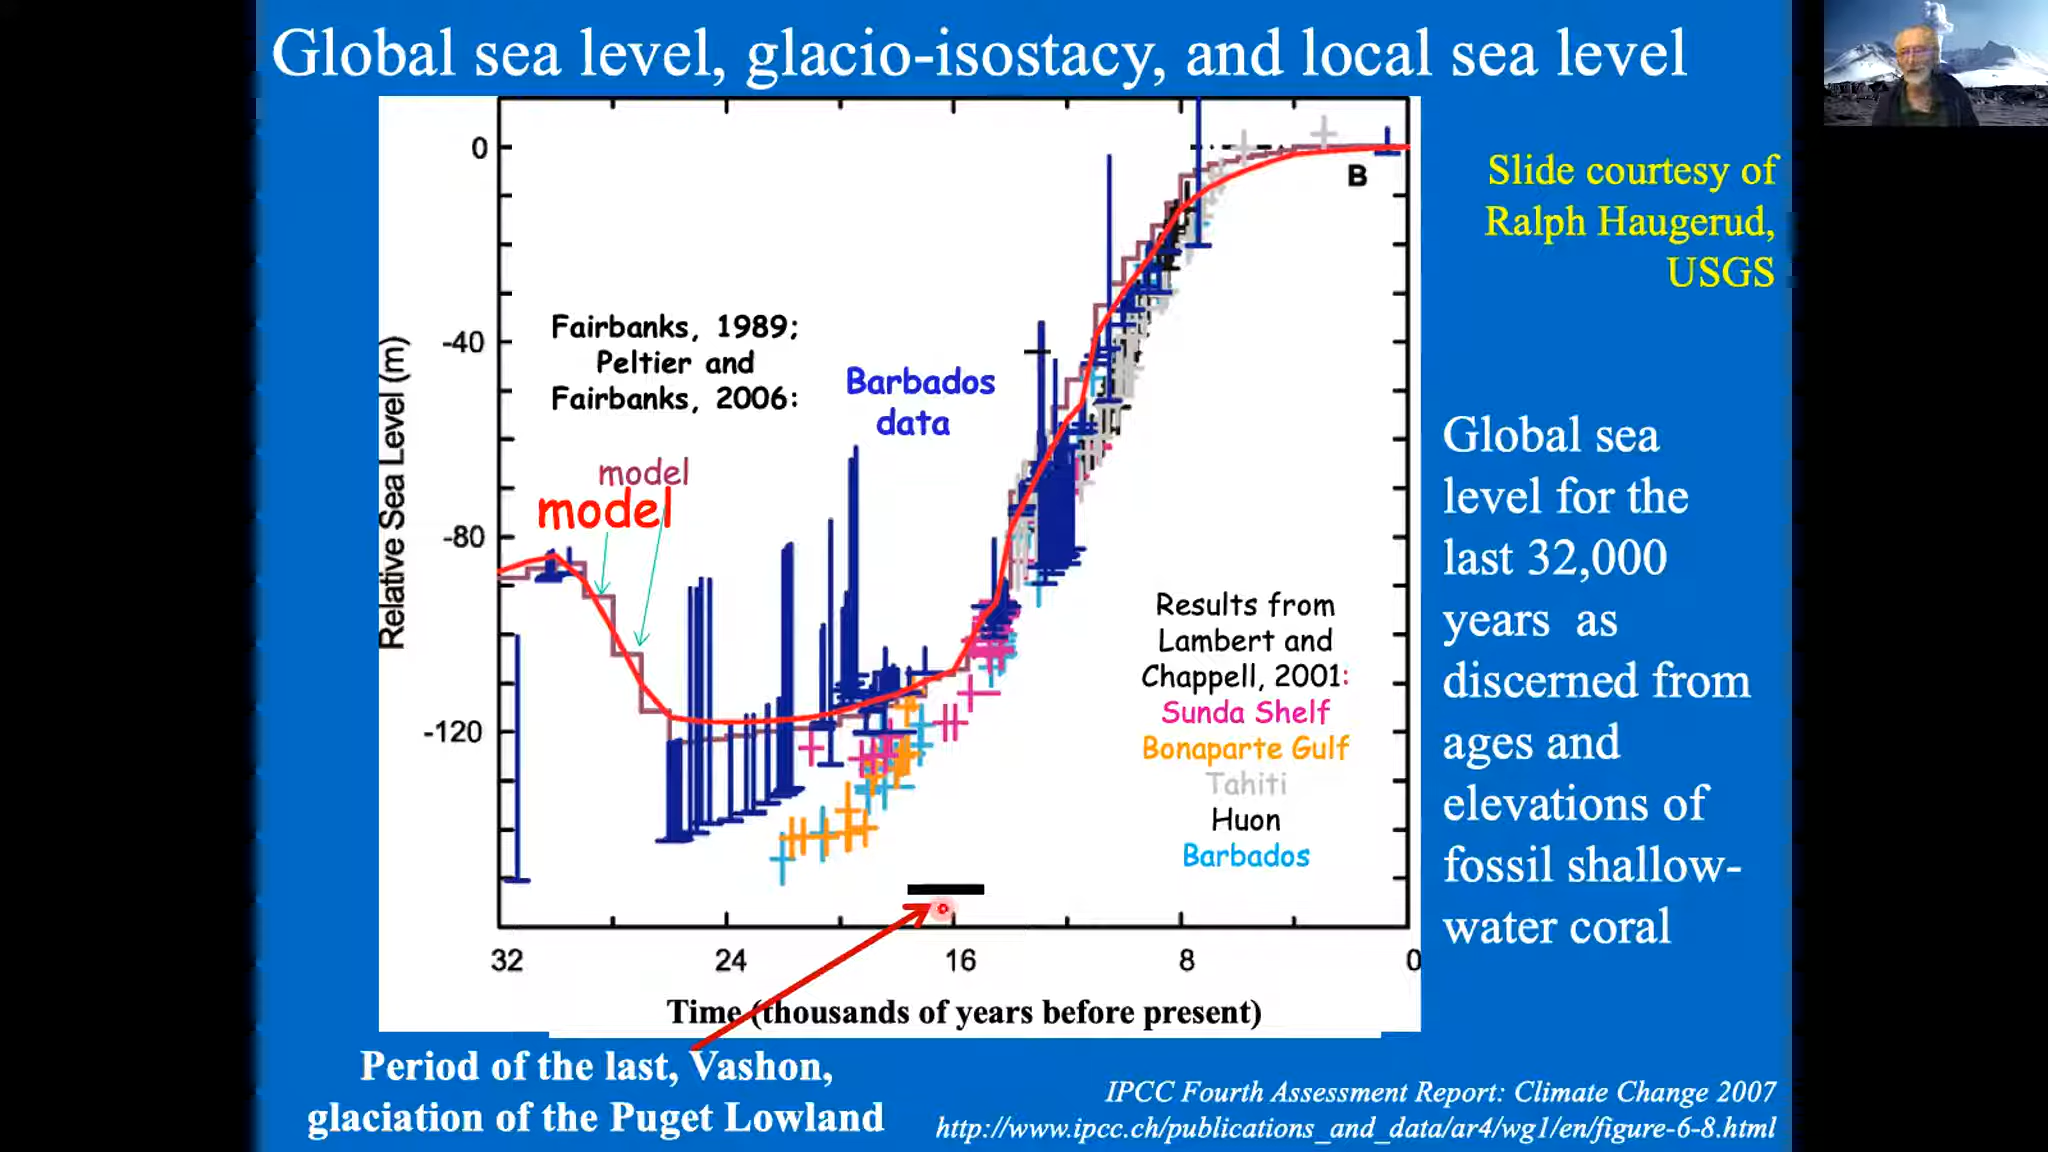 Global sea level, glacio-isostacy, and local sea level
Slide courtesy of
Ralph Haugerud,
USGS
0
-40
-80
-120
Relative Sea Level (m)
B
Fairbanks, 1989;
Peltier and
Fairbanks, 2006:
Barbados
data
model
model
Results from
Lambert and
Chappell, 2001:
Sunda Shelf
Bonaparte Gulf
Tahiti
Huon
Barbados
32
24
16
8
0
Time (thousands of years before present)
Global sea
level for the
last 32,000
years as
discerned from
ages and
elevations of
fossil shallow-
water coral
Period of the last, Vashon,
glaciation of the Puget Lowland
IPCC Fourth Assessment Report: Climate Change 2007
http://www.ipcc.ch/publications_and_data/ar4/wg1/en/figure-6-8.html